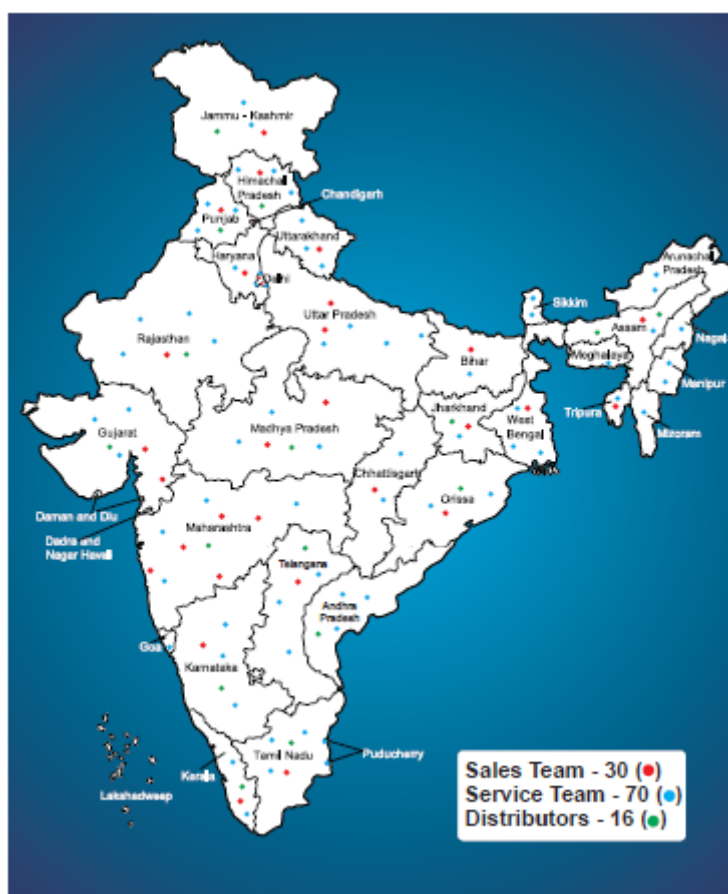 Jammu - Kashmir
Himachal
Pradesh
Chandigarh
Punjab
Uttarakhand
Haryana
Delhi
Arunachal
Pradesh
Sikkim
Uttar Pradesh
Assam
Rajasthan
Bihar
Meghalaya
Manipur
Jharkhand
West
Bengal
Tripura
Gujarat
Madhya Pradesh
Mizoram
Chhattisgarh
Orissa
Daman and Diu
Maharashtra
Dadra and
Nagar Haveli
Telangana
Andhra
Pradesh
Goa
Karnataka
Tamil Nadu
Puducherry
Kerala
Lakshadweep
Sales Team - 30 (●)
Service Team - 70 (●)
Distributors - 16 (●)